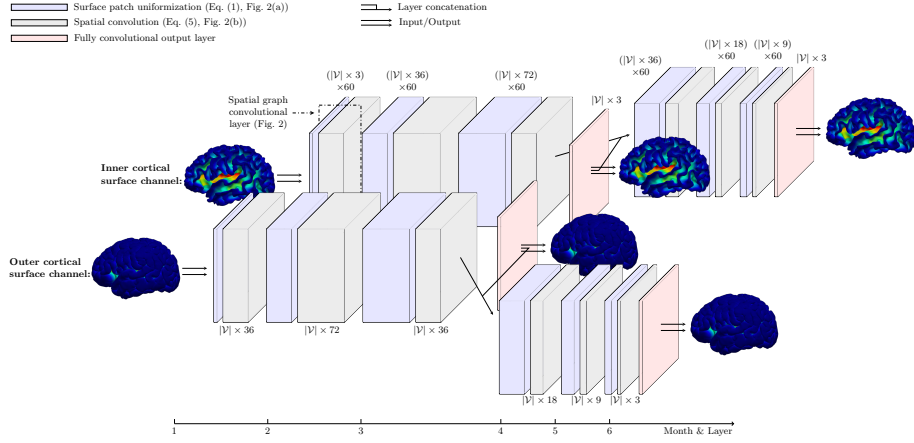 Surface patch uniformization (Eq. (1), Fig. 2(a))
Spatial convolution (Eq. (5), Fig. 2(b))
Fully convolutional output layer
Layer concatenation
Input/Output
(|𝒱| × 3)
×60
(|𝒱| × 36)
×60
(|𝒱| × 72)
×60
|𝒱| × 3
(|𝒱| × 36)
×60
(|𝒱| × 18)
×60
(|𝒱| × 9)
×60
|𝒱| × 3
Spatial graph
convolutional
layer (Fig. 2)
Inner cortical
surface channel:
Outer cortical
surface channel:
|𝒱| × 36
|𝒱| × 72
|𝒱| × 36
|𝒱| × 18
|𝒱| × 9
|𝒱| × 3
1 2 3 4 5 6 Month & Layer